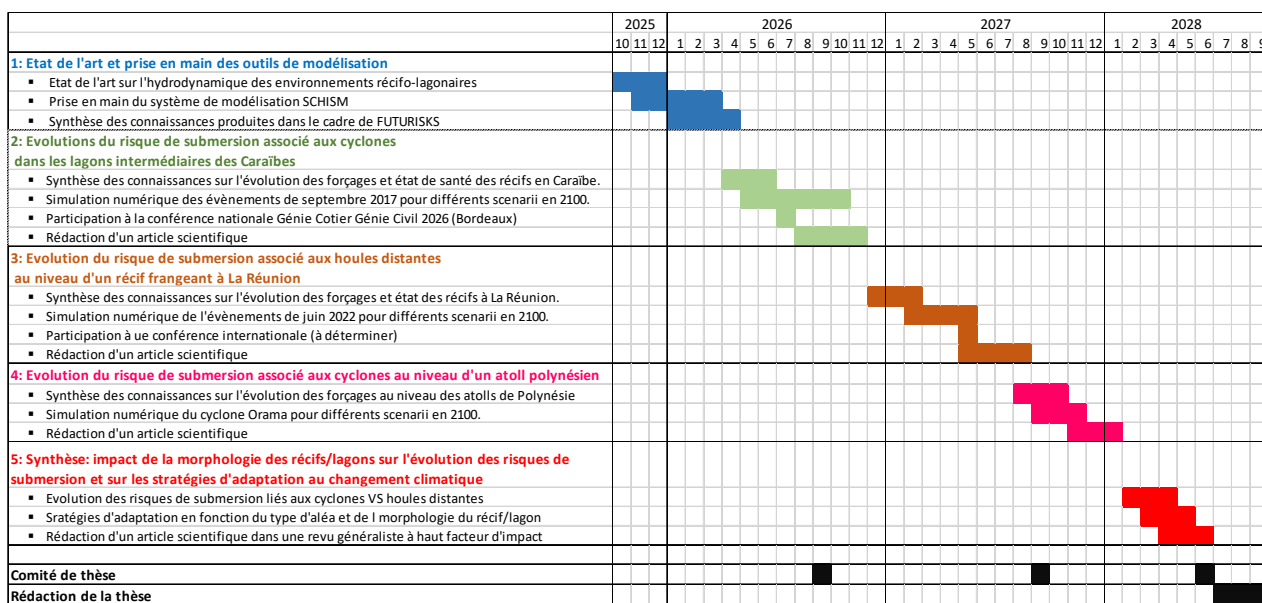 2025 2026 2027 2028
10 11 12 1 2 3 4 5 6 7 8 9 10 11 12 1 2 3 4 5 6 7 8 9 10 11 12 1 2 3 4 5 6 7 8 9
1: Etat de l'art et prise en main des outils de modélisation
▪ Etat de l'art sur l'hydrodynamique des environnements récifo-lagonaires
▪ Prise en main du système de modélisation SCHISM
▪ Synthèse des connaissances produites dans le cadre de FUTURISKS
2: Evolutions du risque de submersion associé aux cyclones
dans les lagons intermédiaires des Caraïbes
▪ Synthèse des connaissances sur l'évolution des forçages et état de santé des récifs en Caraïbe.
▪ Simulation numérique des évènements de septembre 2017 pour différents scenarii en 2100.
▪ Participation à la conférence nationale Génie Cotier Génie Civil 2026 (Bordeaux)
▪ Rédaction d'un article scientifique
3: Evolution du risque de submersion associé aux houles distantes
au niveau d'un récif frangeant à La Réunion
▪ Synthèse des connaissances sur l'évolution des forçages et état des récifs à La Réunion.
▪ Simulation numérique de l'évènements de juin 2022 pour différents scenarii en 2100.
▪ Participation à ue conférence internationale (à déterminer)
▪ Rédaction d'un article scientifique
4: Evolution du risque de submersion associé aux cyclones au niveau d'un atoll polynésien
▪ Synthèse des connaissances sur l'évolution des forçages au niveau des atolls de Polynésie
▪ Simulation numérique du cyclone Orama pour différents scenarii en 2100.
▪ Rédaction d'un article scientifique
5: Synthèse: impact de la morphologie des récifs/lagons sur l'évolution des risques de
submersion et sur les stratégies d'adaptation au changement climatique
▪ Evolution des risques de submersion liés aux cyclones VS houles distantes
▪ Sratégies d'adaptation en fonction du type d'aléa et de l morphologie du récif/lagon
▪ Rédaction d'un article scientifique dans une revu généraliste à haut facteur d'impact
Comité de thèse
Rédaction de la thèse